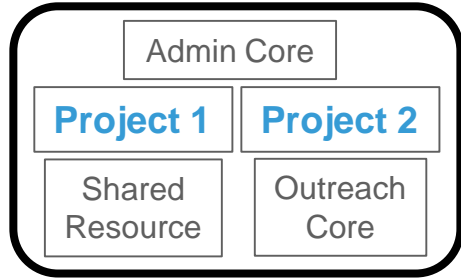 Admin Core
Project 1
Project 2
Shared
Resource
Outreach
Core